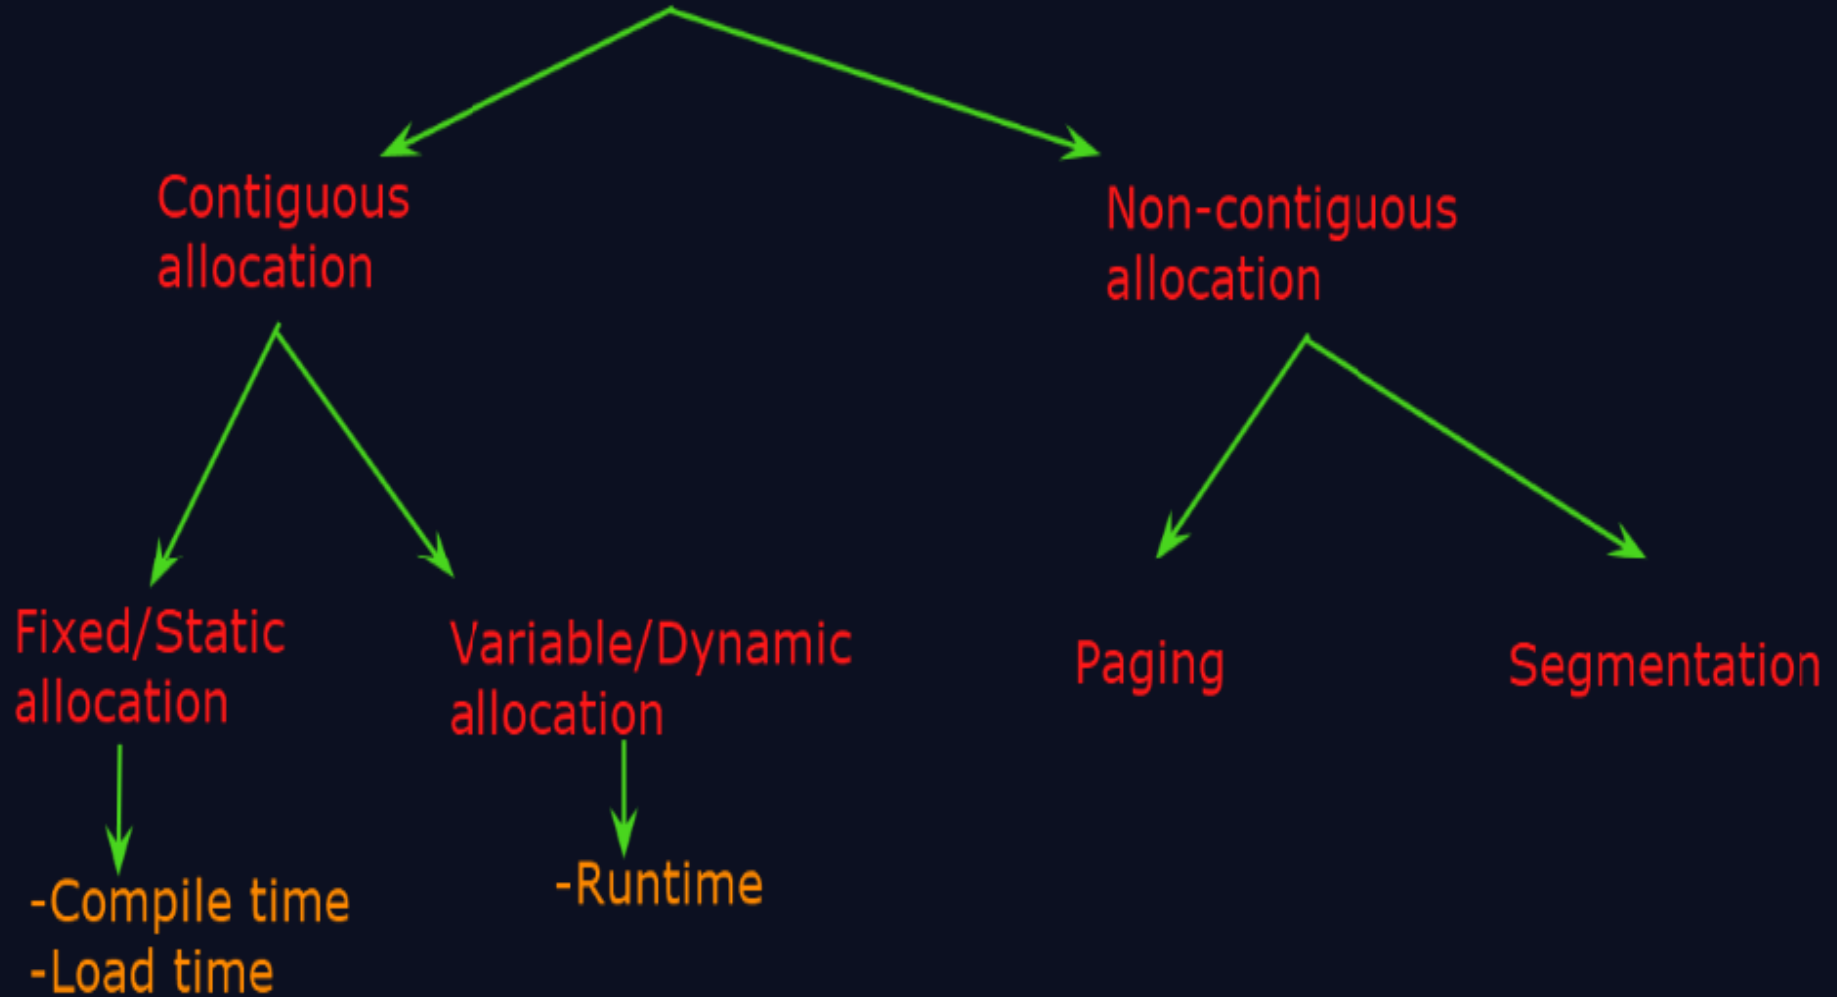 Contiguous
allocation
Non-contiguous
allocation
Fixed/Static
allocation
Variable/Dynamic
allocation
Paging
Segmentation
-Compile time
-Load time
-Runtime